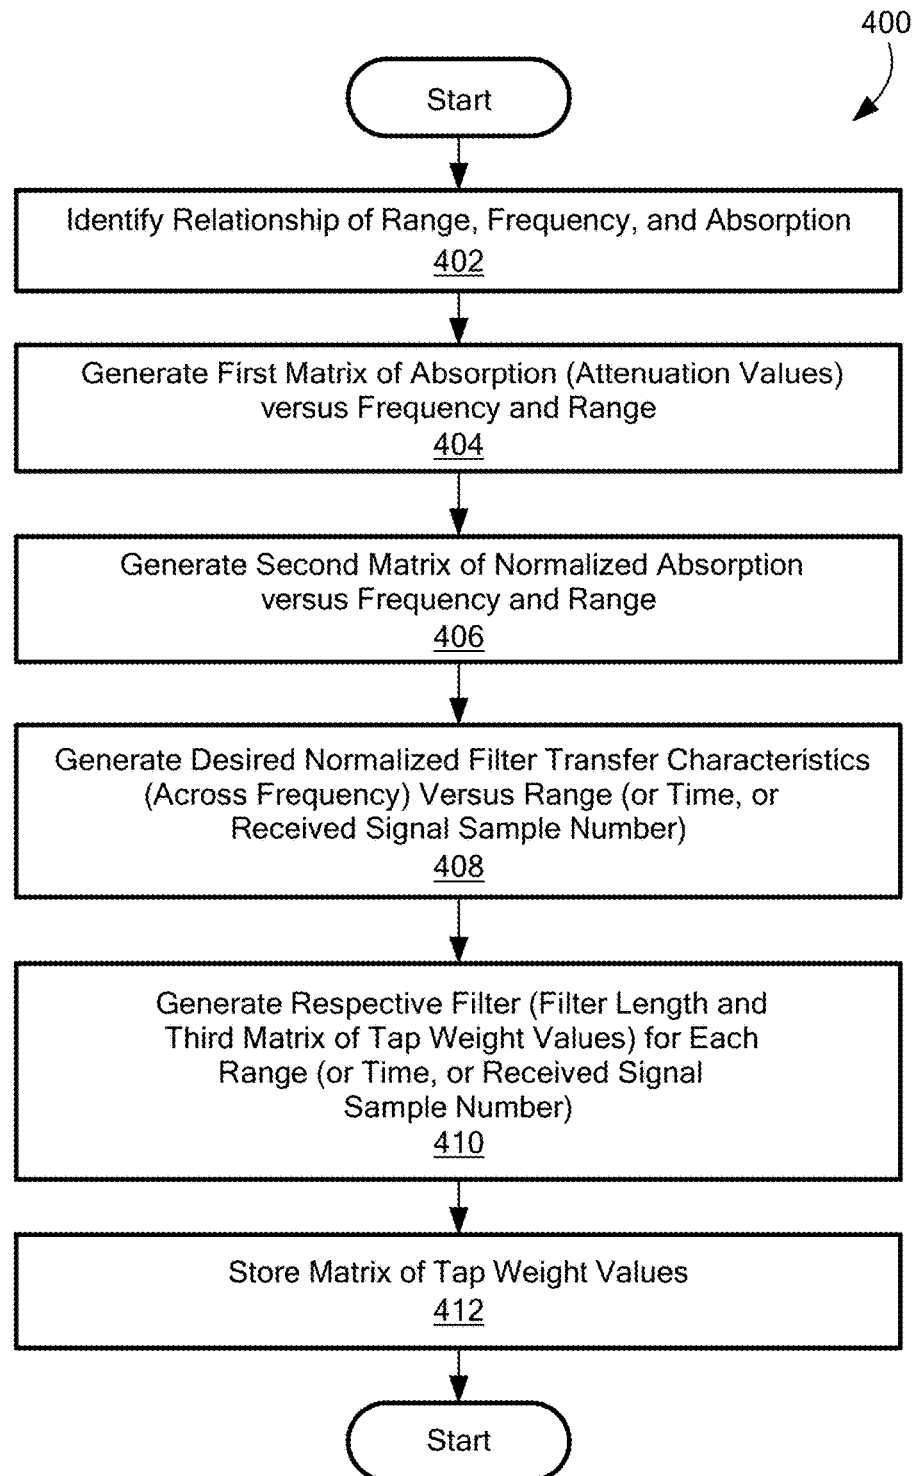 400
Start
Identify Relationship of Range, Frequency, and Absorption
402
Generate First Matrix of Absorption (Attenuation Values)
versus Frequency and Range
404
Generate Second Matrix of Normalized Absorption
versus Frequency and Range
406
Generate Desired Normalized Filter Transfer Characteristics
(Across Frequency) Versus Range (or Time, or
Received Signal Sample Number)
408
Generate Respective Filter (Filter Length and
Third Matrix of Tap Weight Values) for Each
Range (or Time, or Received Signal
Sample Number)
410
Store Matrix of Tap Weight Values
412
Start